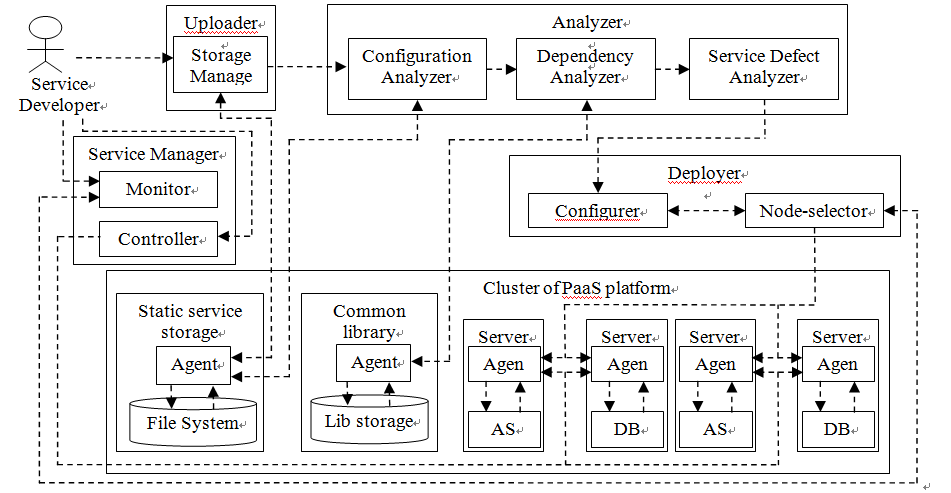 Service
Developer
Uploader
Storage
Manage
Analyzer
Configuration
Analyzer
Dependency
Analyzer
Service Defect
Analyzer
Service Manager
Monitor
Controller
Deployer
Configurer
Node-selector
Cluster of PaaS platform
Static service
storage
Agent
File System
Common
library
Agent
Lib storage
Server
Agen
AS
Server
Agen
DB
Server
Agen
AS
Server
Agen
DB